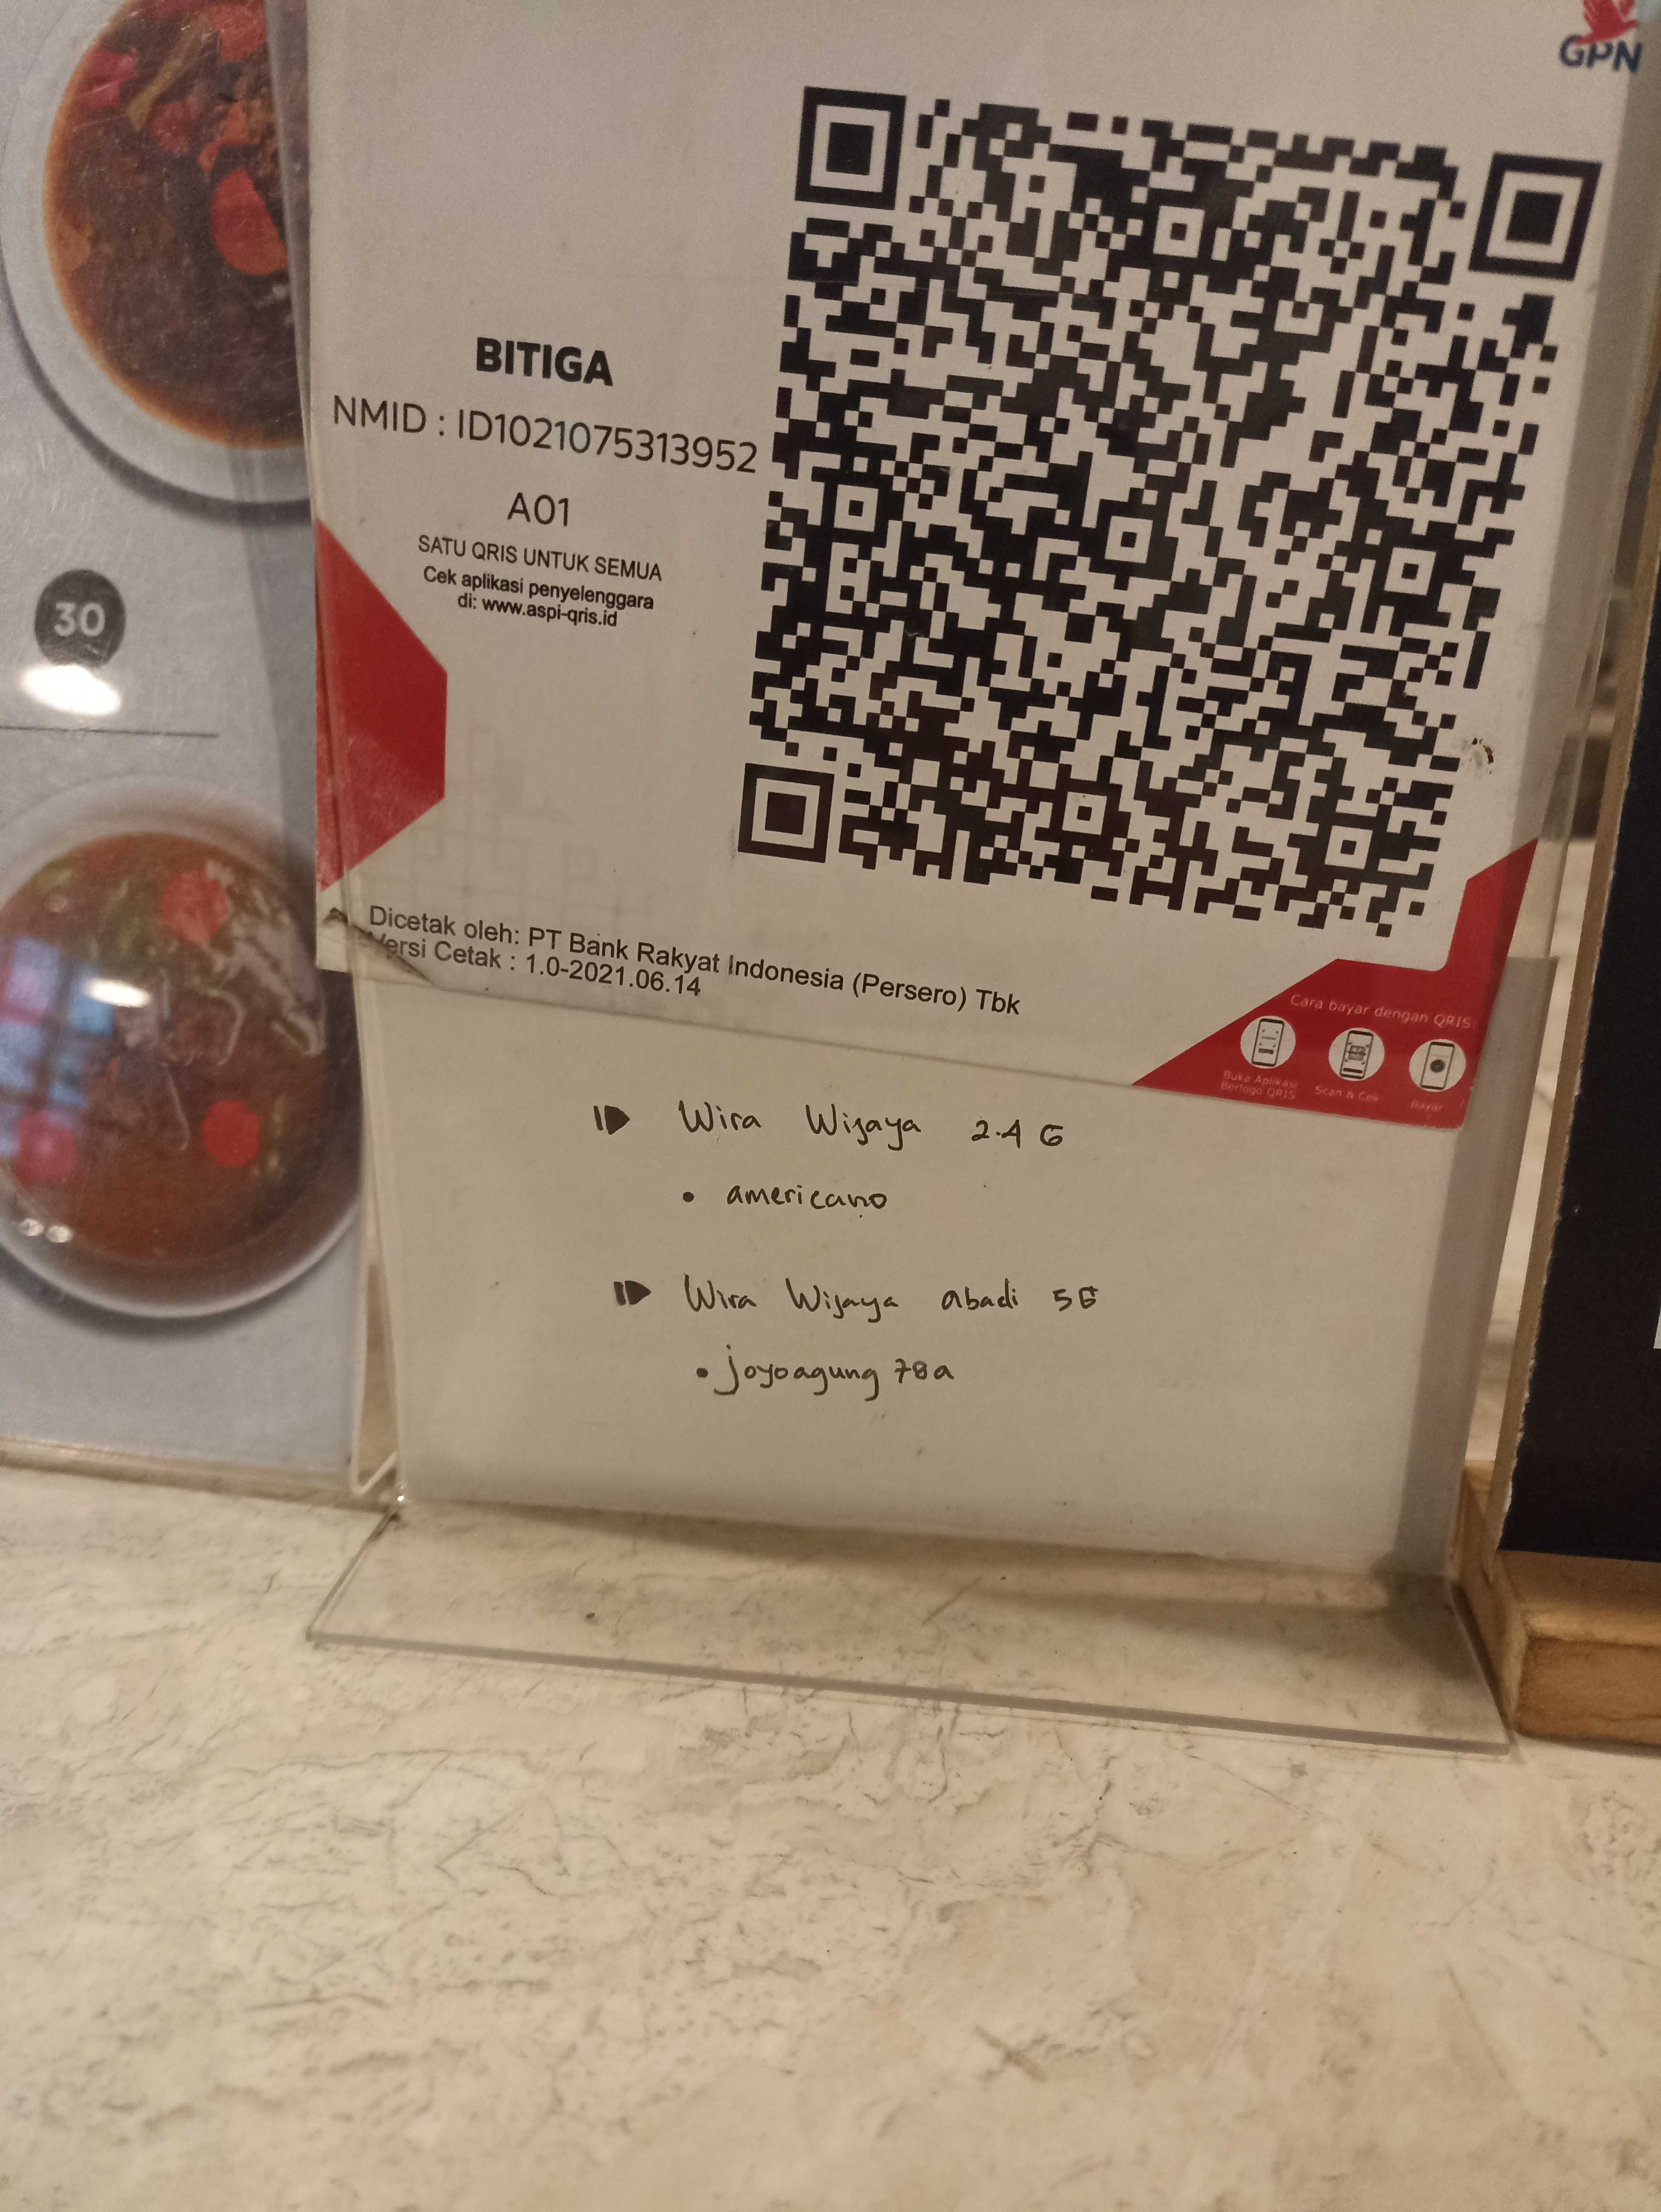 GPN
BITIGA
NMID : ID1021075313952
A01
SATU QRIS UNTUK SEMUA
Cek aplikasi penyelenggara
di: www.aspi-qris.id
30
Dicetak oleh: PT Bank Rakyat Indonesia (Persero) Tbk
Versi Cetak : 1.0-2021.06.14
Cara bayar dengan QRIS
Buka Aplikasi
Berlogo QRIS
Scan & Cek
Bayar
Wira Wijaya 2.4 G
• americano
Wira Wijaya abadi 5G
• joyoagung 78a